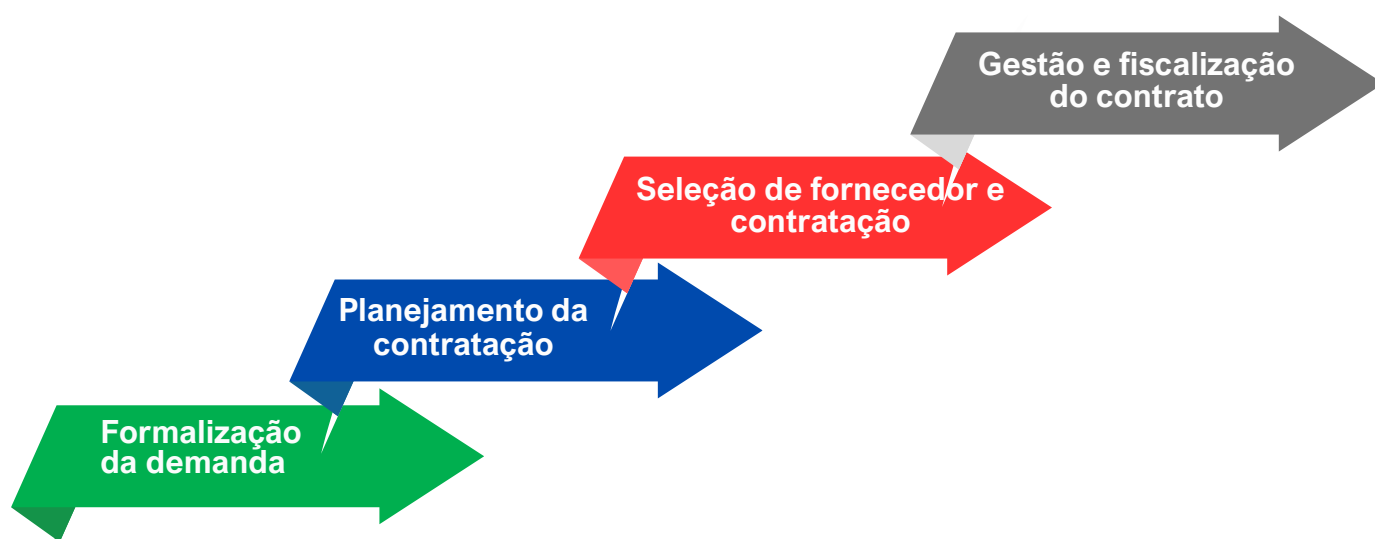 Gestão e fiscalização
do contrato
Seleção de fornecedor e
contratação
Planejamento da
contratação
Formalização
da demanda